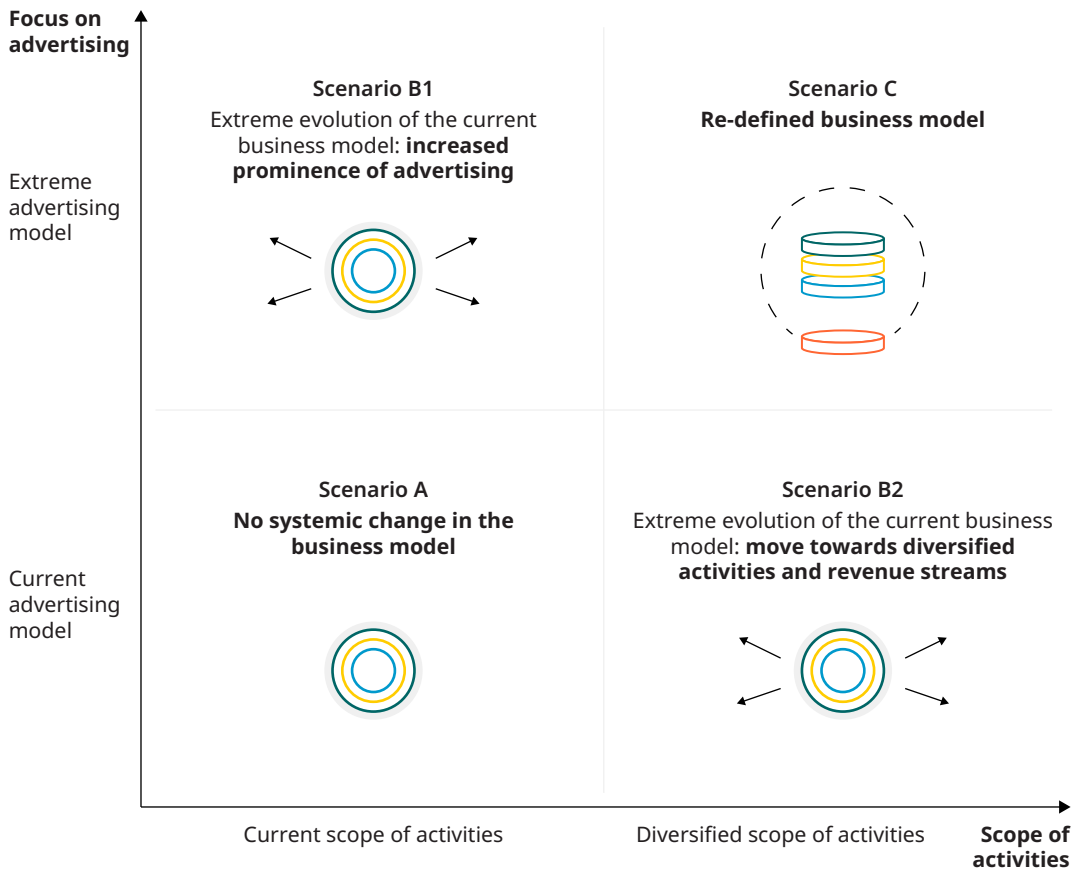 Focus on
advertising
Scenario B1
Extreme evolution of the current
business model: increased
prominence of advertising
Scenario C
Re-defined business model
Extreme
advertising
model
Scenario A
No systemic change in the
business model
Scenario B2
Extreme evolution of the current business
model: move towards diversified
activities and revenue streams
Current
advertising
model
Current scope of activities
Diversified scope of activities
Scope of
activities